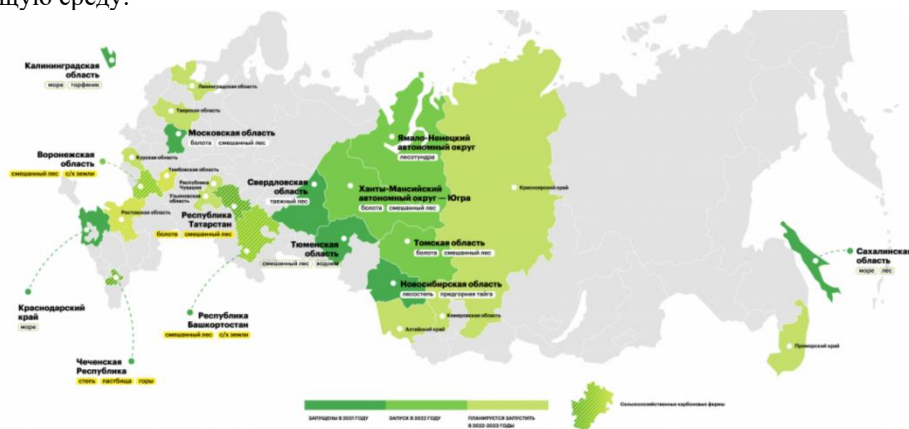 щую среду.
Калининградская
область
море торфяник
Ленинградская область
Тверская область
Московская область
болота смешанный лес
Воронежская
область
смешанный лес с/х земли
Курская область
Тамбовская область
Республика
Чувашия
Ульяновская
область
Ростовская область
Республика
Татарстан
болота смешанный лес
Свердловская
область
таежный лес
Тюменская
область
смешанный лес водоем
Ямало-Ненецкий
автономный округ
лесотундра
Ханты-Мансийский
автономный округ — Югра
болота смешанный лес
Томская область
болота смешанный лес
Новосибирская область
лесостепь предгорная тайга
Красноярский край
Кемеровская область
Алтайский край
Сахалинская
область
море лес
Приморский край
Краснодарский
край
море
Республика
Башкортостан
смешанный лес с/х земли
Чеченская
Республика
степь пастбища горы
ЗАПУЩЕНЫ В 2021 ГОДУ
ЗАПУСК В 2022 ГОДУ
ПЛАНИРУЕТСЯ ЗАПУСТИТЬ
В 2022-2023 ГОДЫ
Сельскохозяйственные карбоновые фермы